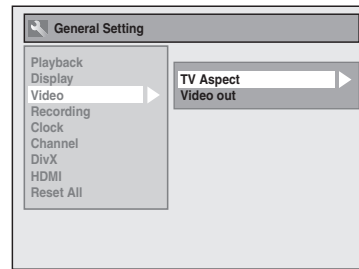 General Setting
Playback
Display
Video
Recording
Clock
Channel
DivX
HDMI
Reset All
TV Aspect
Video out